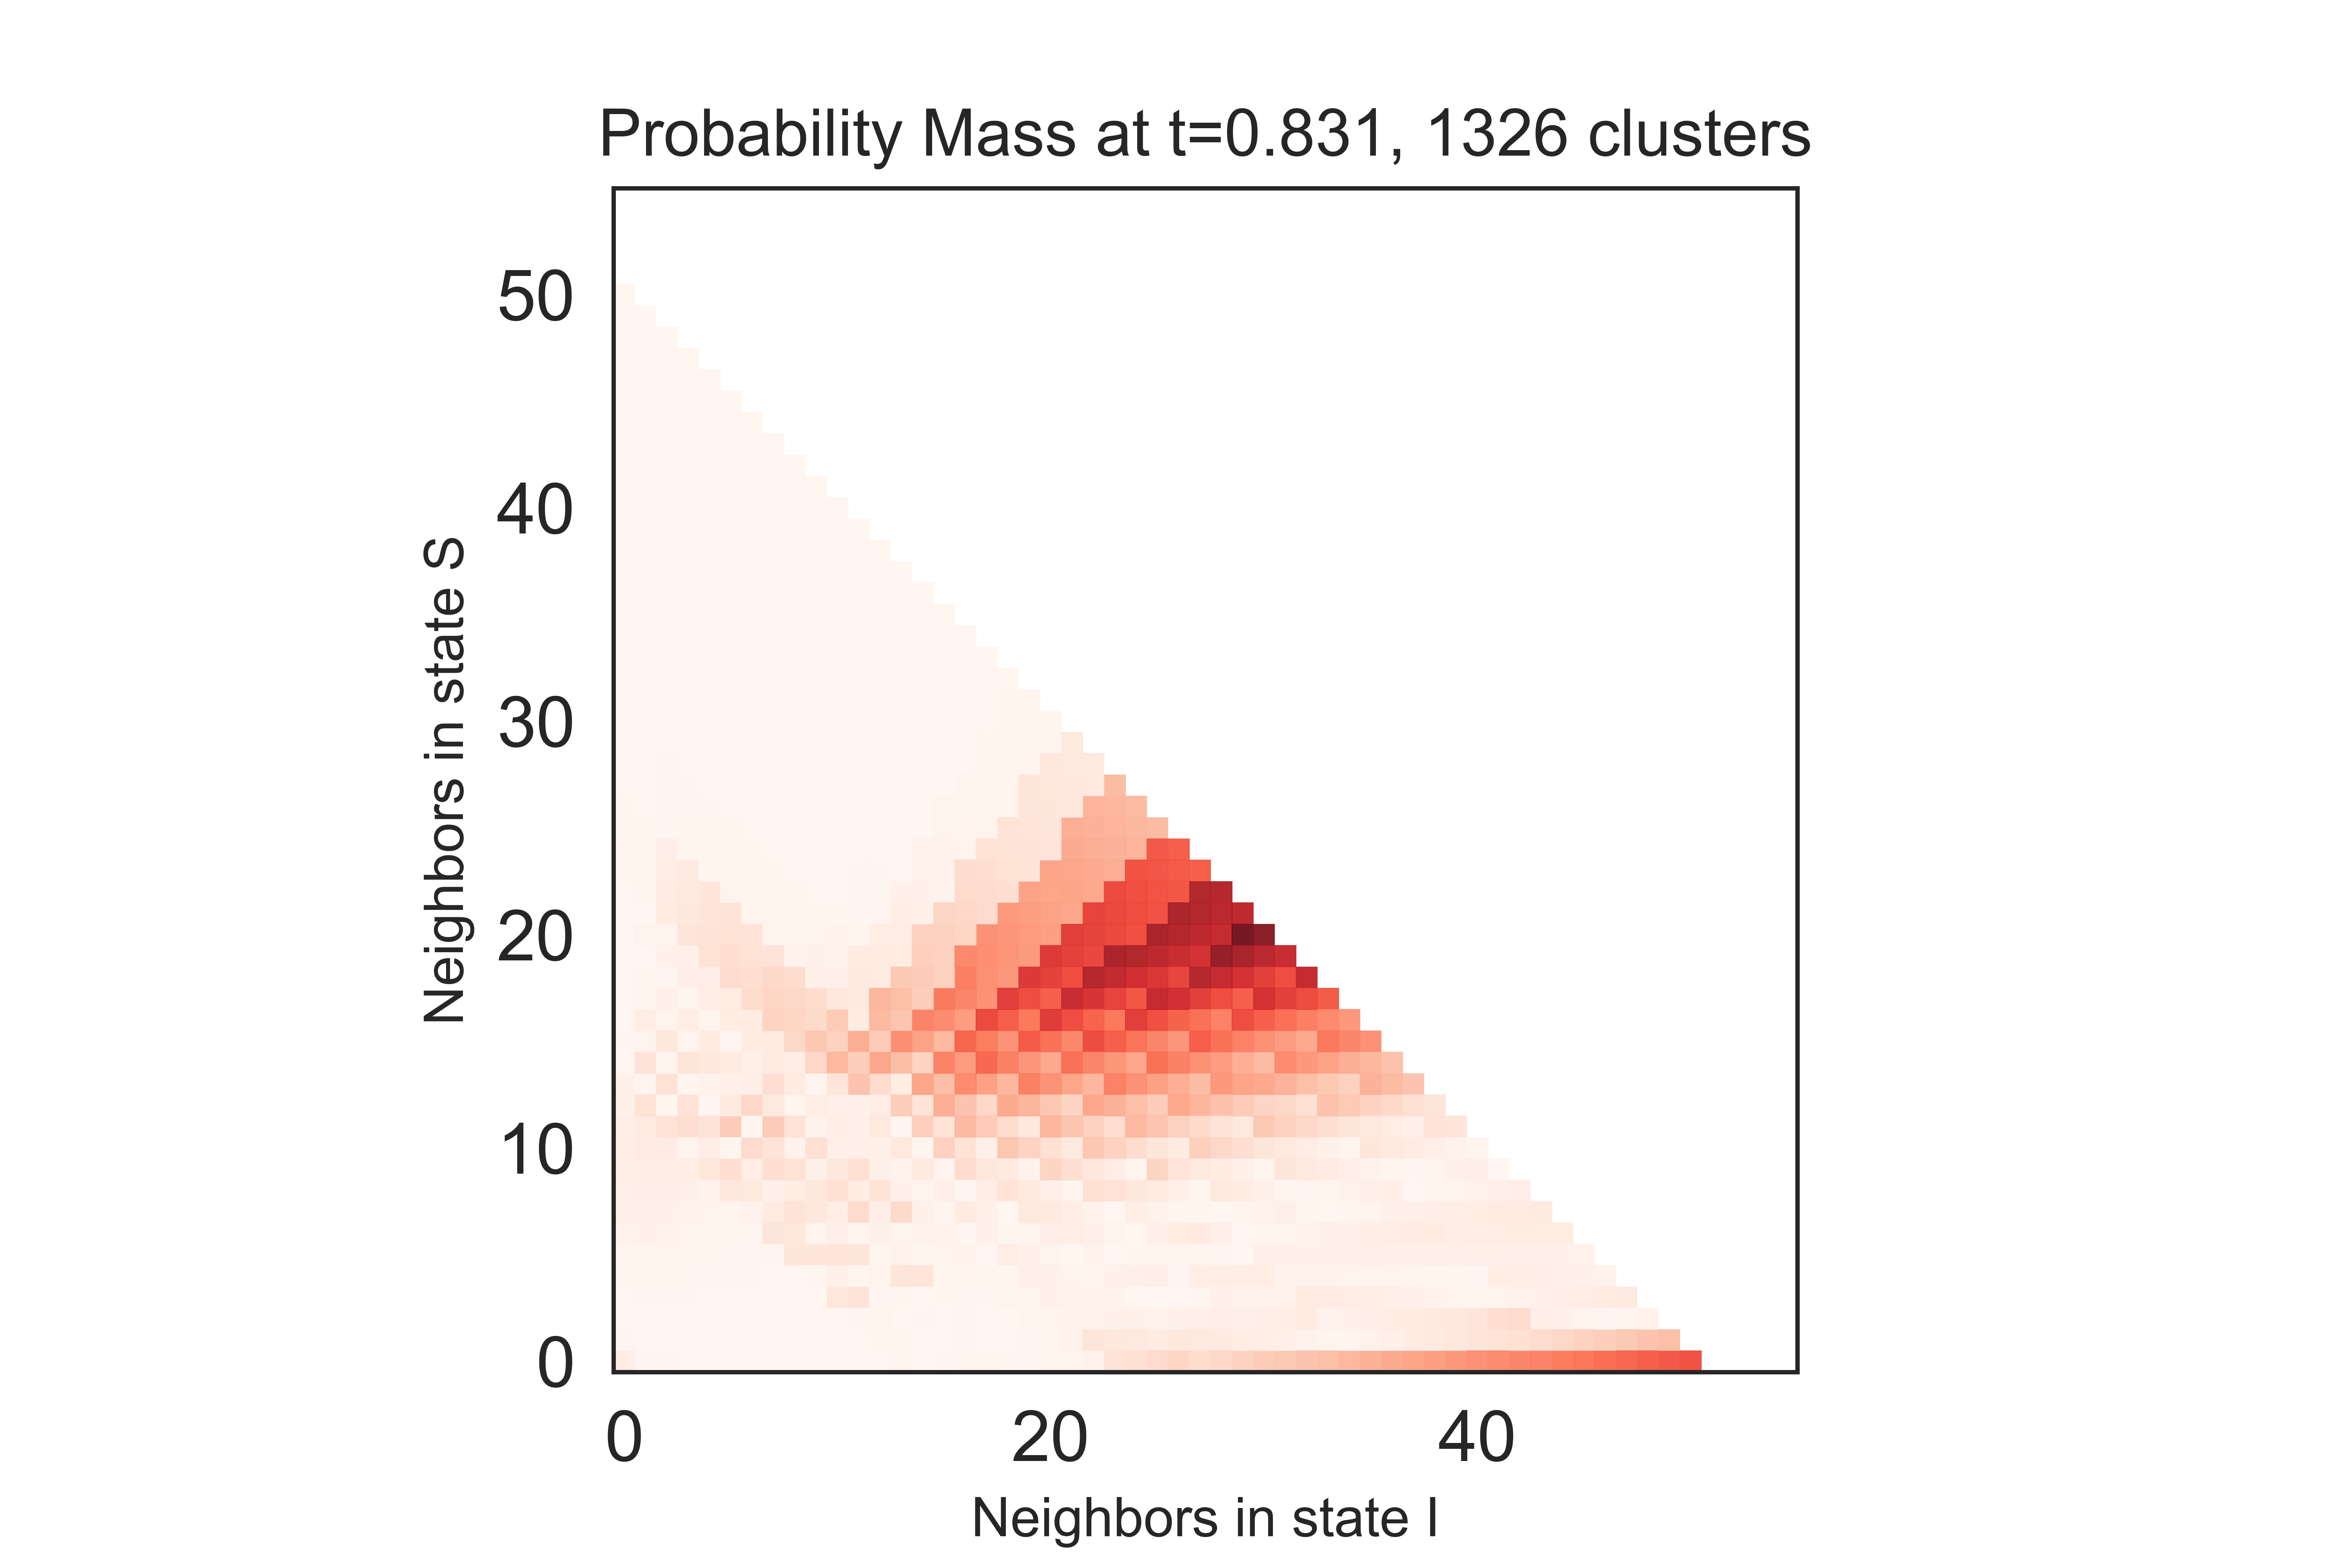 Probability Mass at t=0.831, 1326 clusters
50
40
30
20
10
0
Neighbors in state S
0 20 40
Neighbors in state I